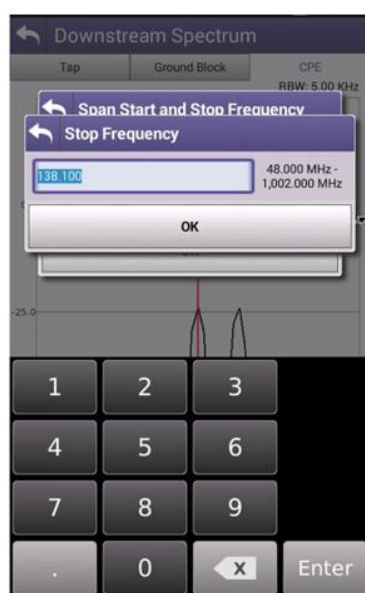 Downstream Spectrum
Tap Ground Block CPE
RBW: 5.00 KHz
Span Start and Stop Frequency
Stop Frequency
138.100
48.000 MHz -
1,002.000 MHz
OK
-25.0
1 2 3
4 5 6
7 8 9
. 0 X Enter